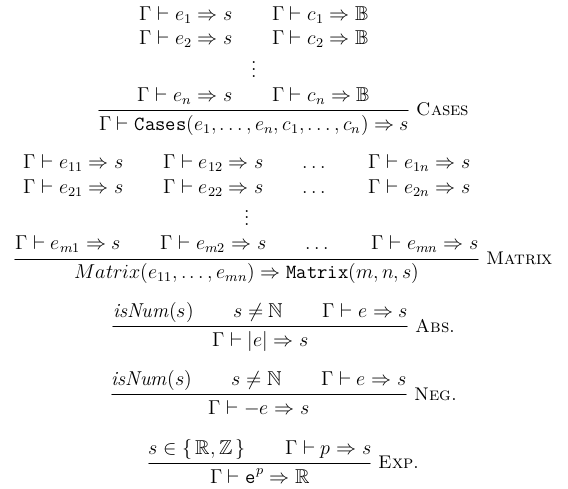 Γ ⊢ e₁ ⇒ s Γ ⊢ c₁ ⇒ 𝔹
Γ ⊢ e₂ ⇒ s Γ ⊢ c₂ ⇒ 𝔹
⋮
Γ ⊢ eₙ ⇒ s Γ ⊢ cₙ ⇒ 𝔹
Γ ⊢ Cases(e₁, . . . , eₙ, c₁, . . . , cₙ) ⇒ s CASES
Γ ⊢ e₁₁ ⇒ s Γ ⊢ e₁₂ ⇒ s . . . Γ ⊢ e₁ₙ ⇒ s
Γ ⊢ e₂₁ ⇒ s Γ ⊢ e₂₂ ⇒ s . . . Γ ⊢ e₂ₙ ⇒ s
⋮
Γ ⊢ eₘ₁ ⇒ s Γ ⊢ eₘ₂ ⇒ s . . . Γ ⊢ eₘₙ ⇒ s
Matrix(e₁₁, . . . , eₘₙ) ⇒ Matrix(m, n, s) MATRIX
isNum(s) s ≠ ℕ Γ ⊢ e ⇒ s
Γ ⊢ |e| ⇒ s ABS.
isNum(s) s ≠ ℕ Γ ⊢ e ⇒ s
Γ ⊢ −e ⇒ s NEG.
s ∈ { ℝ, ℤ } Γ ⊢ p ⇒ s
Γ ⊢ eᵖ ⇒ ℝ EXP.